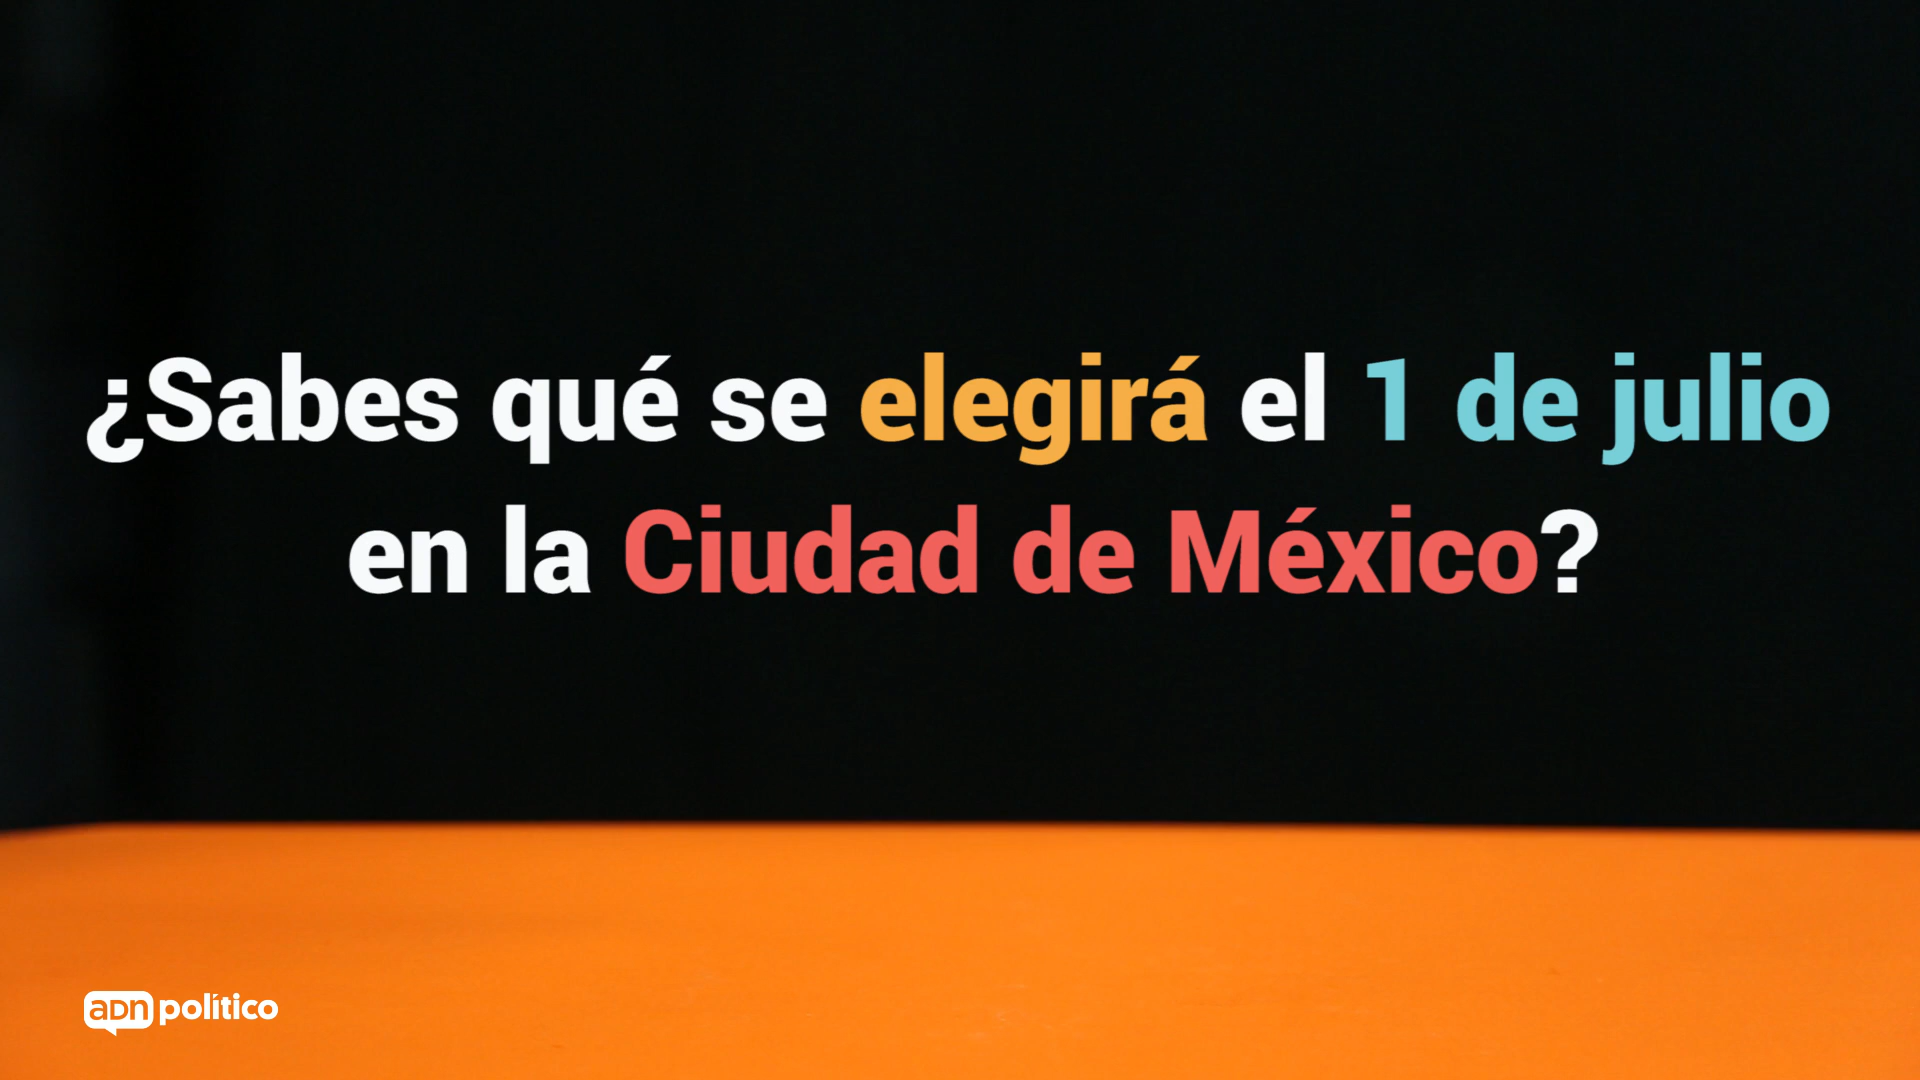 ¿Sabes qué se elegirá el 1 de julio
en la Ciudad de México?
aDn político